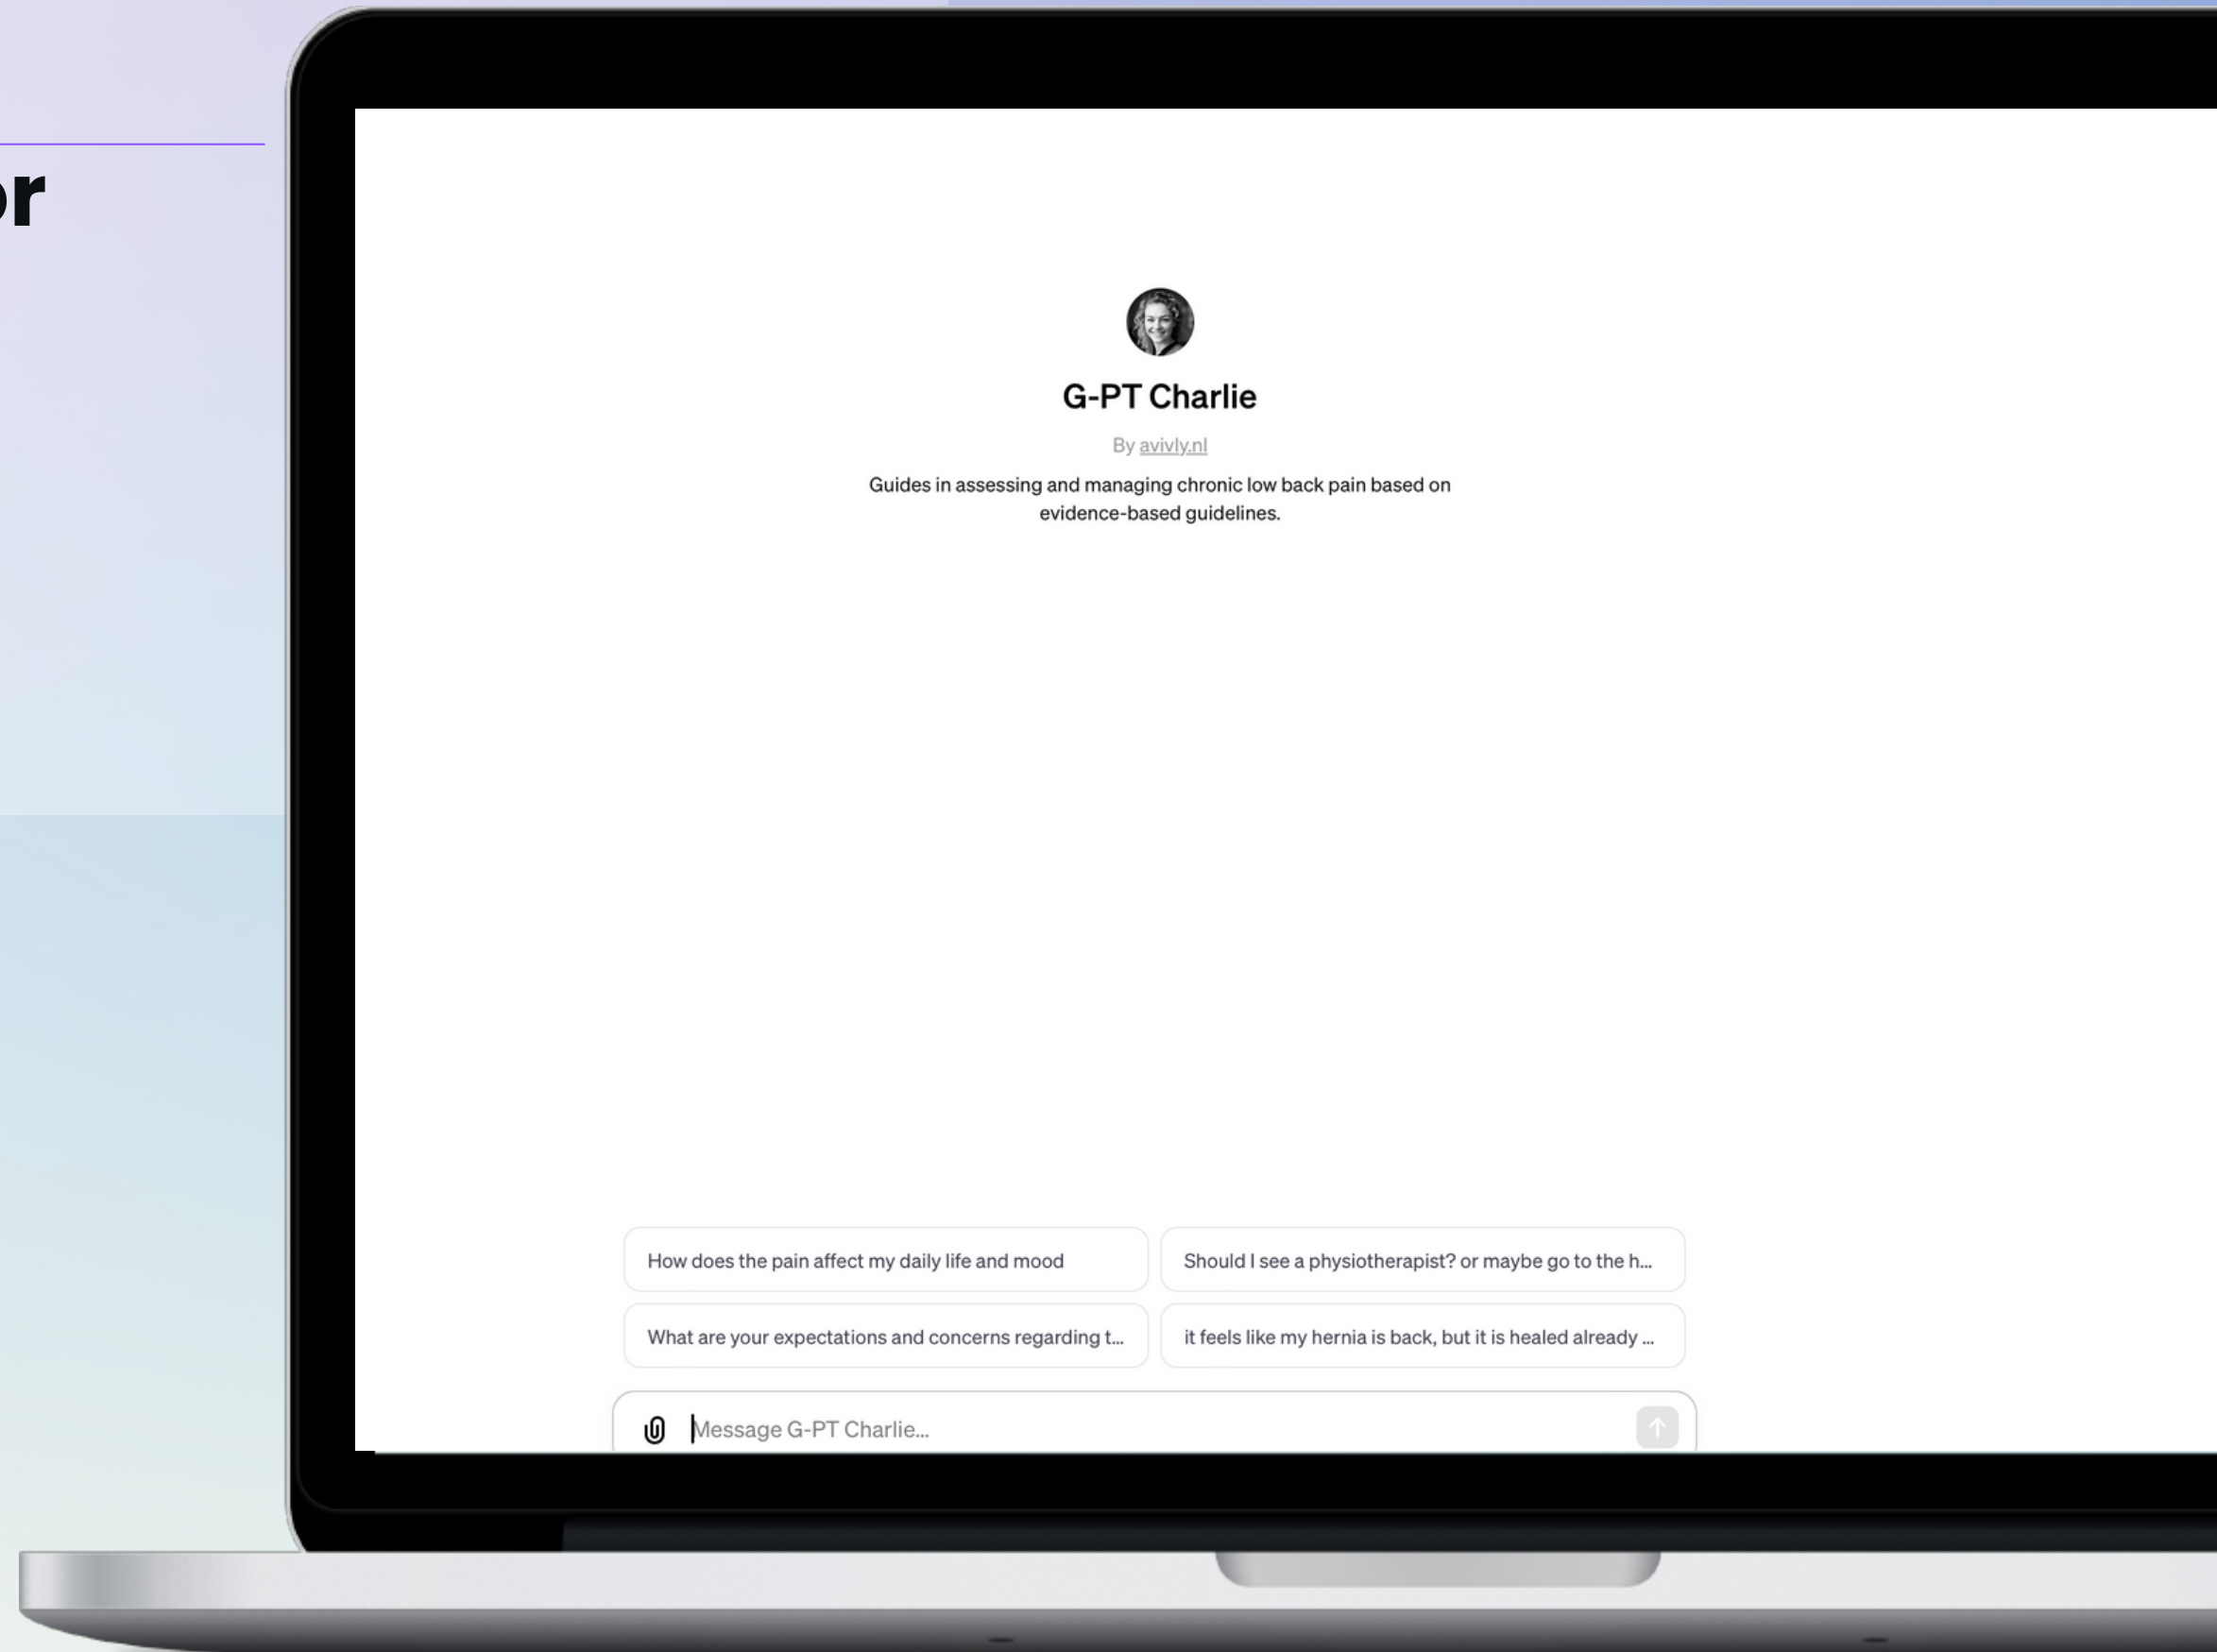 or
G-PT Charlie
By avivly.nl
Guides in assessing and managing chronic low back pain based on
evidence-based guidelines.
How does the pain affect my daily life and mood
Should I see a physiotherapist? or maybe go to the h...
What are your expectations and concerns regarding t...
it feels like my hernia is back, but it is healed already ...
Message G-PT Charlie...